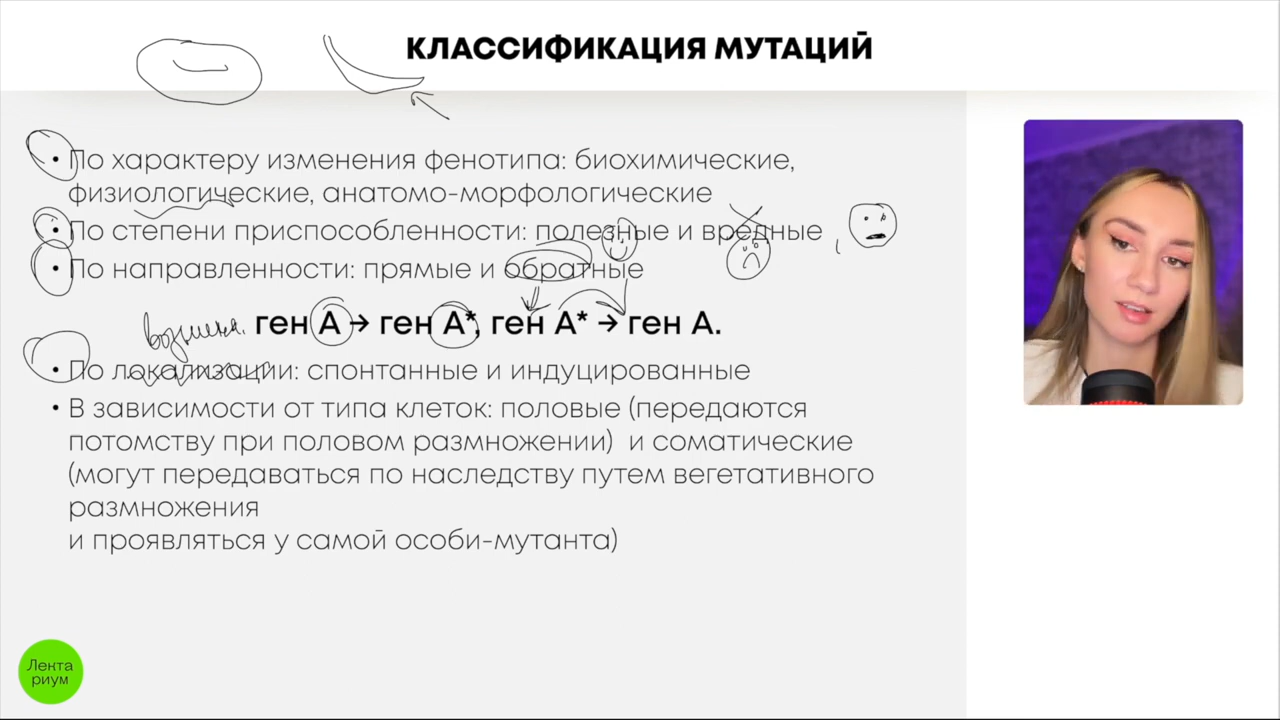 КЛАССИФИКАЦИЯ МУТАЦИЙ
• По характеру изменения фенотипа: биохимические,
физиологические, анатомо-морфологические
• По степени приспособленности: полезные и вредные
• По направленности: прямые и обратные
ген А → ген А*, ген А* → ген А.
• По локализации: спонтанные и индуцированные
• В зависимости от типа клеток: половые (передаются
потомству при половом размножении) и соматические
(могут передаваться по наследству путем вегетативного
размножения
и проявляться у самой особи-мутанта)
Лента
риум